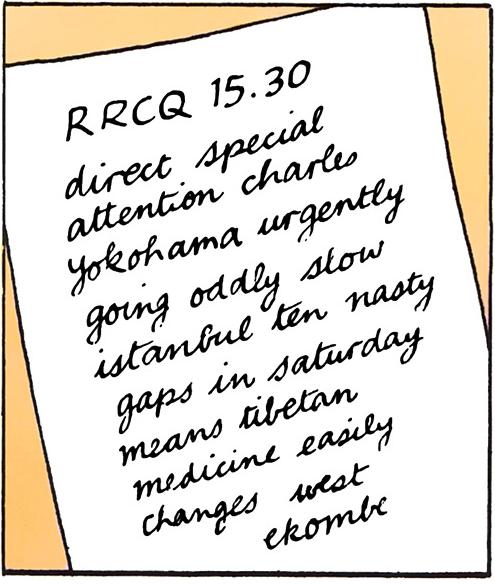 RRCQ 15.30
direct special
attention charles
yokohama urgently
going oddly slow
istanbul ten nasty
gaps in saturday
means tibetan
medicine easily
changes west
ekombe